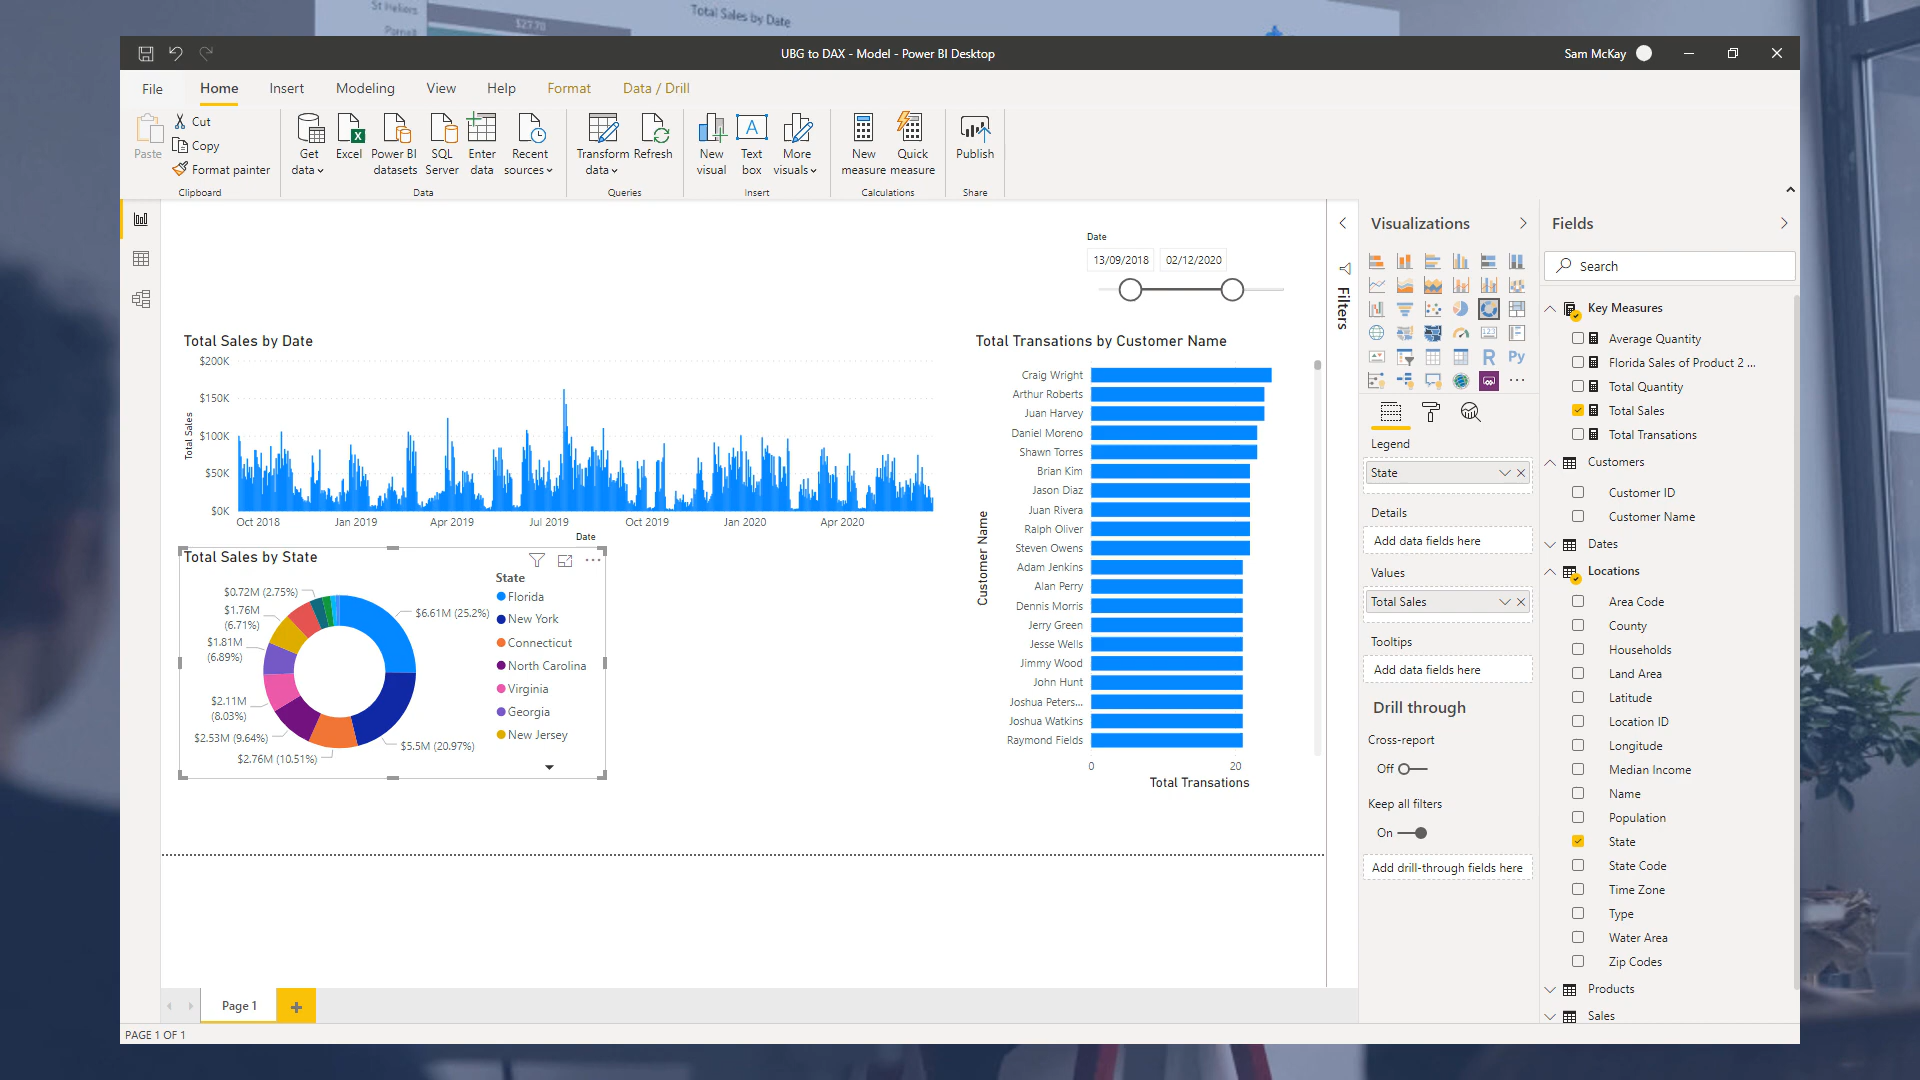 St Heliers
$27.70
Total Sales by Date
Parnell
UBG to DAX - Model - Power BI Desktop
Sam McKay
File
Home
Insert
Modeling
View
Help
Format
Data / Drill
Paste
Cut
Copy
Format painter
Clipboard
Get data
Excel
Power BI datasets
SQL Server
Enter data
Recent sources
Data
Transform data
Refresh
Queries
New visual
Text box
More visuals
Insert
New measure
Quick measure
Calculations
Publish
Share
Date
13/09/2018
02/12/2020
Total Sales by Date
$200K
$150K
$100K
$50K
$0K
Total Sales
Oct 2018
Jan 2019
Apr 2019
Jul 2019
Oct 2019
Jan 2020
Apr 2020
Date
Total Sales by State
$0.72M (2.75%)
$1.76M
(6.71%)
$1.81M
(6.89%)
$2.11M
(8.03%)
$2.53M (9.64%)
$2.76M (10.51%)
$5.5M (20.97%)
$6.61M (25.2%)
State
Florida
New York
Connecticut
North Carolina
Virginia
Georgia
New Jersey
Total Transations by Customer Name
Customer Name
Craig Wright
Arthur Roberts
Juan Harvey
Daniel Moreno
Shawn Torres
Brian Kim
Jason Diaz
Juan Rivera
Ralph Oliver
Steven Owens
Adam Jenkins
Alan Perry
Dennis Morris
Jerry Green
Jesse Wells
Jimmy Wood
John Hunt
Joshua Peters...
Joshua Watkins
Raymond Fields
0
20
Total Transations
Filters
Visualizations
R
Py
Legend
State
Details
Add data fields here
Values
Total Sales
Tooltips
Add data fields here
Drill through
Cross-report
Off
Keep all filters
On
Add drill-through fields here
Fields
Search
Key Measures
Average Quantity
Florida Sales of Product 2 ...
Total Quantity
Total Sales
Total Transations
Customers
Customer ID
Customer Name
Dates
Locations
Area Code
County
Households
Land Area
Latitude
Location ID
Longitude
Median Income
Name
Population
State
State Code
Time Zone
Type
Water Area
Zip Codes
Products
Sales
Page 1
PAGE 1 OF 1